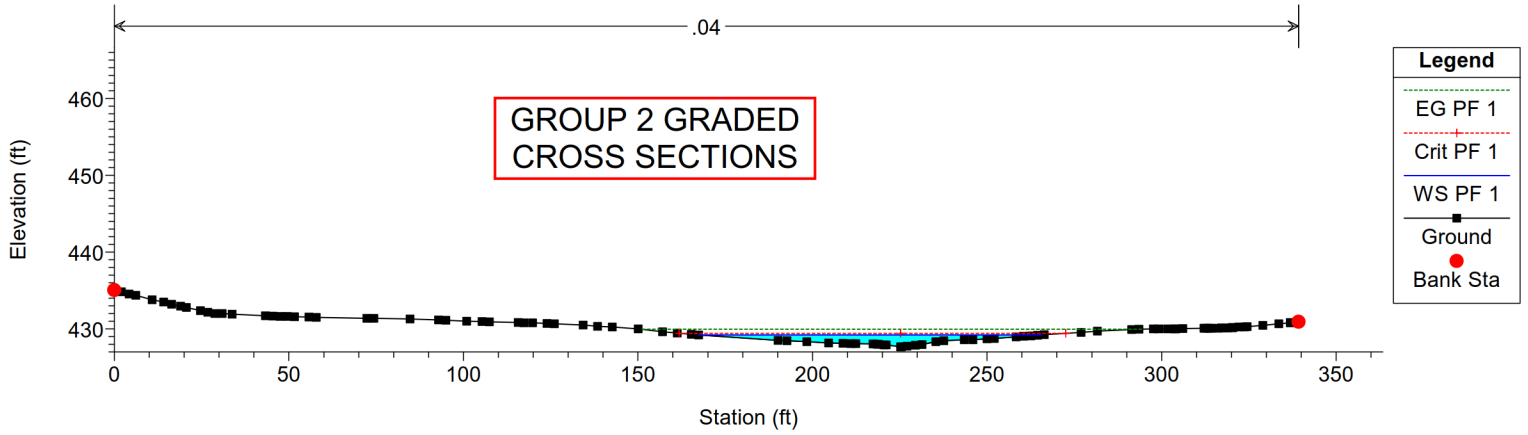 .04
Legend
EG PF 1
Crit PF 1
WS PF 1
Ground
Bank Sta
GROUP 2 GRADED
CROSS SECTIONS
Elevation (ft)
460
450
440
430
0 50 100 150 200 250 300 350
Station (ft)